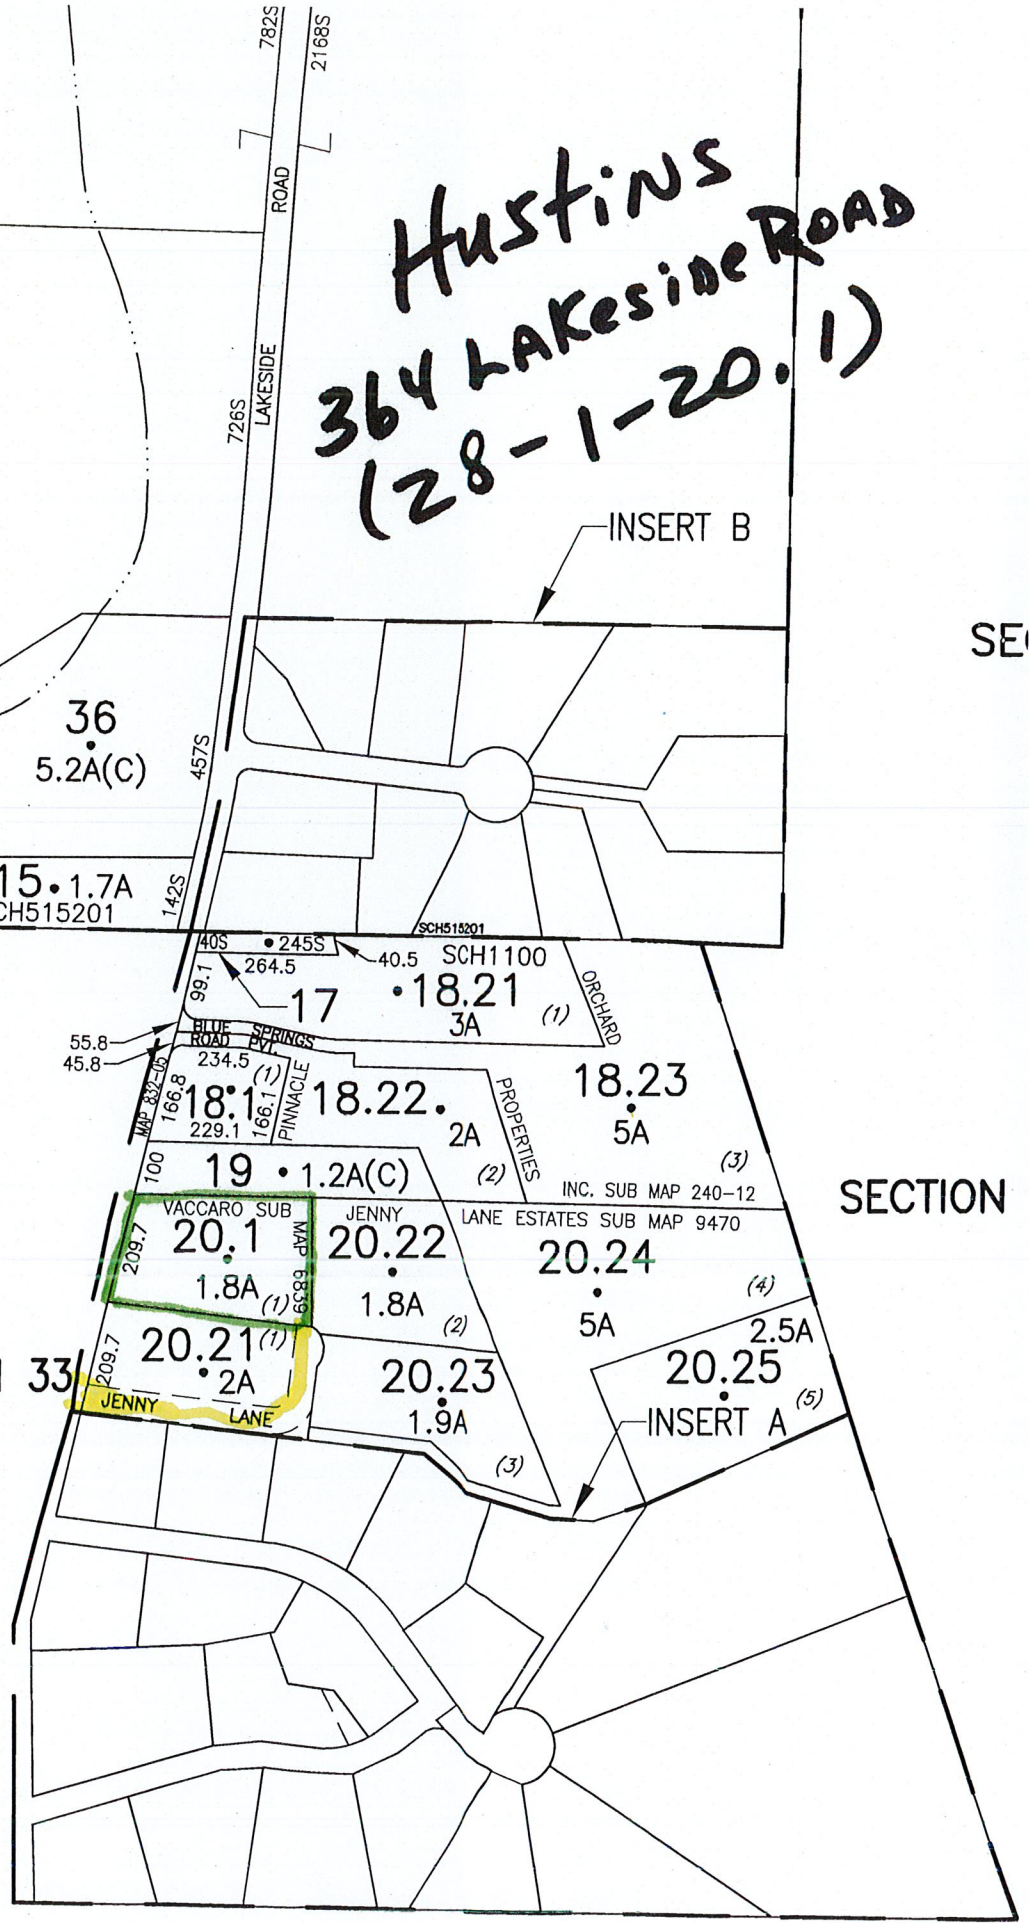 782S
2168S
ROAD
HustiNs
364 LAKesiDe ROAD
(28-1-20.1)
726S
LAKESIDE
INSERT B
36
5.2A(C)
457S
15 • 1.7A
CH515201
142S
SCH515201
40S • 245S
40.5
SCH1100
264.5
99.1
17
18.21
3A
(1)
ORCHARD
55.8
45.8
BLUE SPRINGS
ROAD PVT.
234.5
(1)
MAP 832-05
166.8
18.1
166.1
229.1
PINNACLE
18.22
2A
(2)
PROPERTIES
18.23
5A
(3)
100
19 • 1.2A(C)
INC. SUB MAP 240-12
SECTION
VACCARO SUB
MAP 6839
209.7
20.1
1.8A
(1)
JENNY
20.22
1.8A
(2)
LANE ESTATES SUB MAP 9470
20.24
5A
(4)
209.7
20.21
(1)
2A
33
JENNY LANE
20.23
1.9A
(3)
2.5A
20.25
(5)
INSERT A